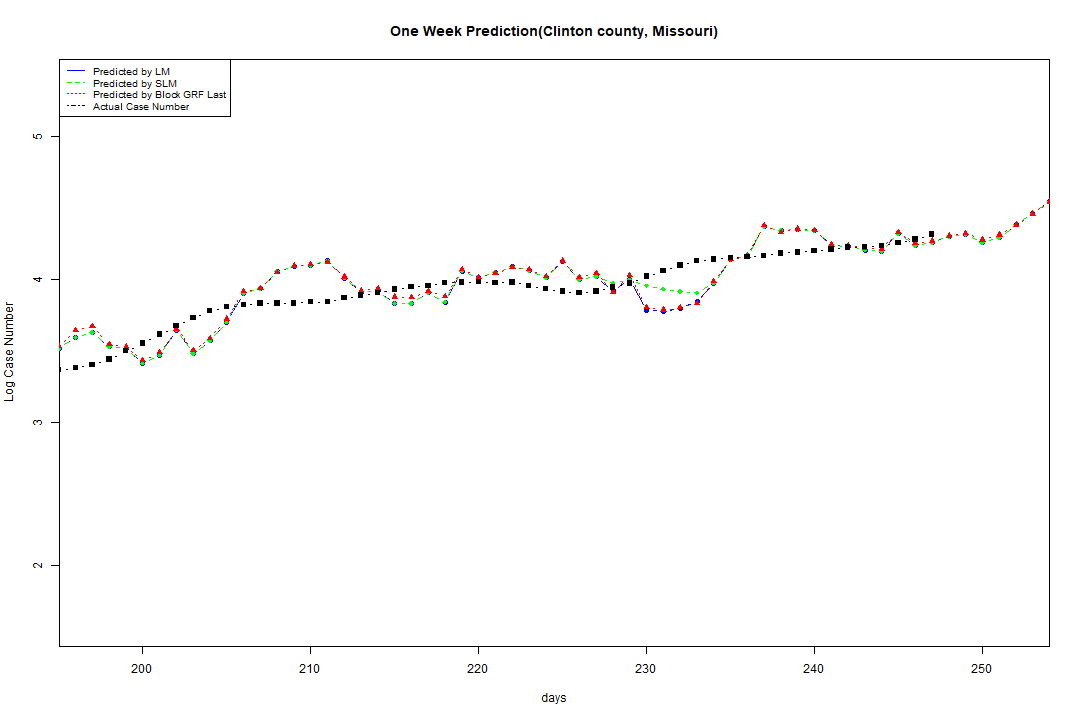 One Week Prediction(Clinton county, Missouri)
Predicted by LM
Predicted by SLM
Predicted by Block GRF Last
Actual Case Number
5
4
3
2
Log Case Number
200 210 220 230 240 250
days